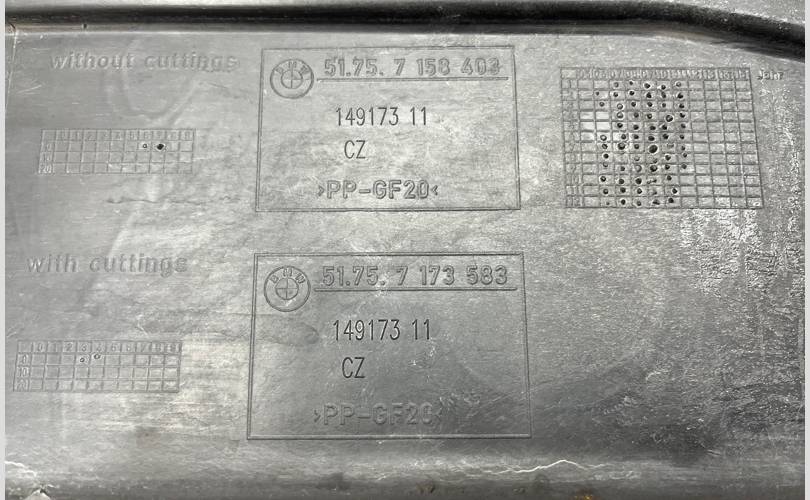 without cuttings
BMW
51.75. 7 158 403
149173 11
CZ
>PP-GF20<
with cuttings
BMW
51.75. 7 173 583
149173 11
CZ
>PP-GF20<